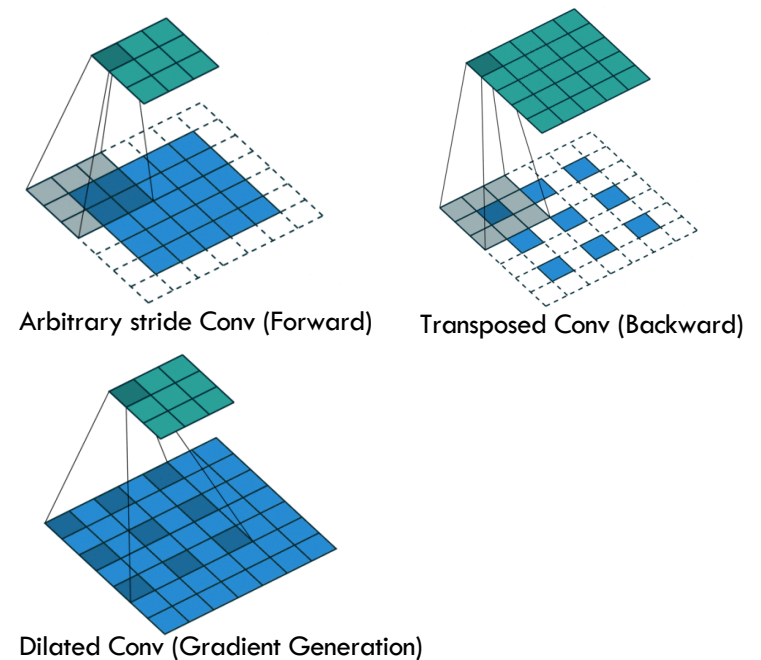 Arbitrary stride Conv (Forward)
Transposed Conv (Backward)
Dilated Conv (Gradient Generation)